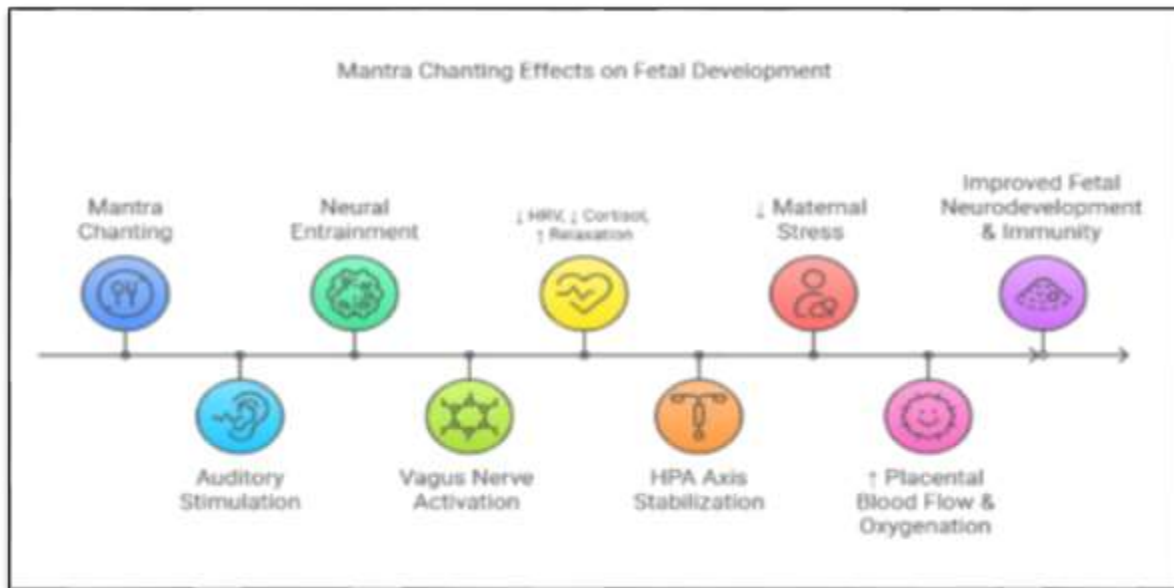 Mantra Chanting Effects on Fetal Development
Mantra
Chanting
Auditory
Stimulation
Neural
Entrainment
Vagus Nerve
Activation
↓ HRV, ↓ Cortisol,
↑ Relaxation
HPA Axis
Stabilization
↓ Maternal
Stress
↑ Placental
Blood Flow &
Oxygenation
Improved Fetal
Neurodevelopment
& Immunity